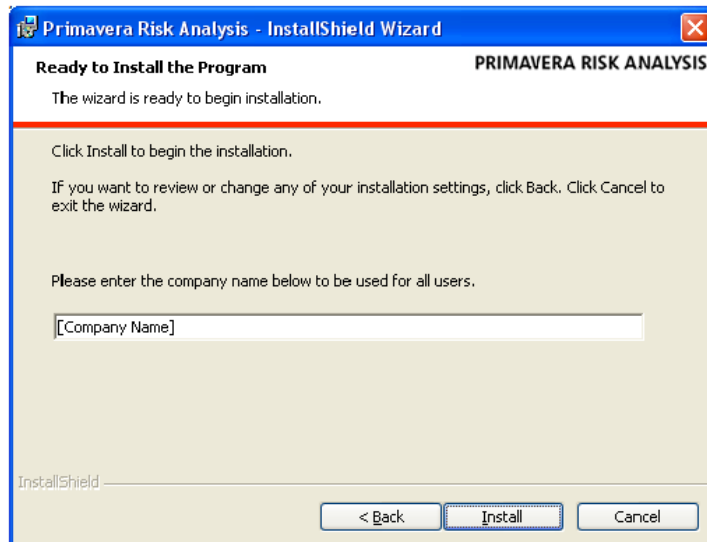 Primavera Risk Analysis - InstallShield Wizard
Ready to Install the Program
PRIMAVERA RISK ANALYSIS
The wizard is ready to begin installation.
Click Install to begin the installation.
If you want to review or change any of your installation settings, click Back. Click Cancel to
exit the wizard.
Please enter the company name below to be used for all users.
[Company Name]
InstallShield
< Back
Install
Cancel